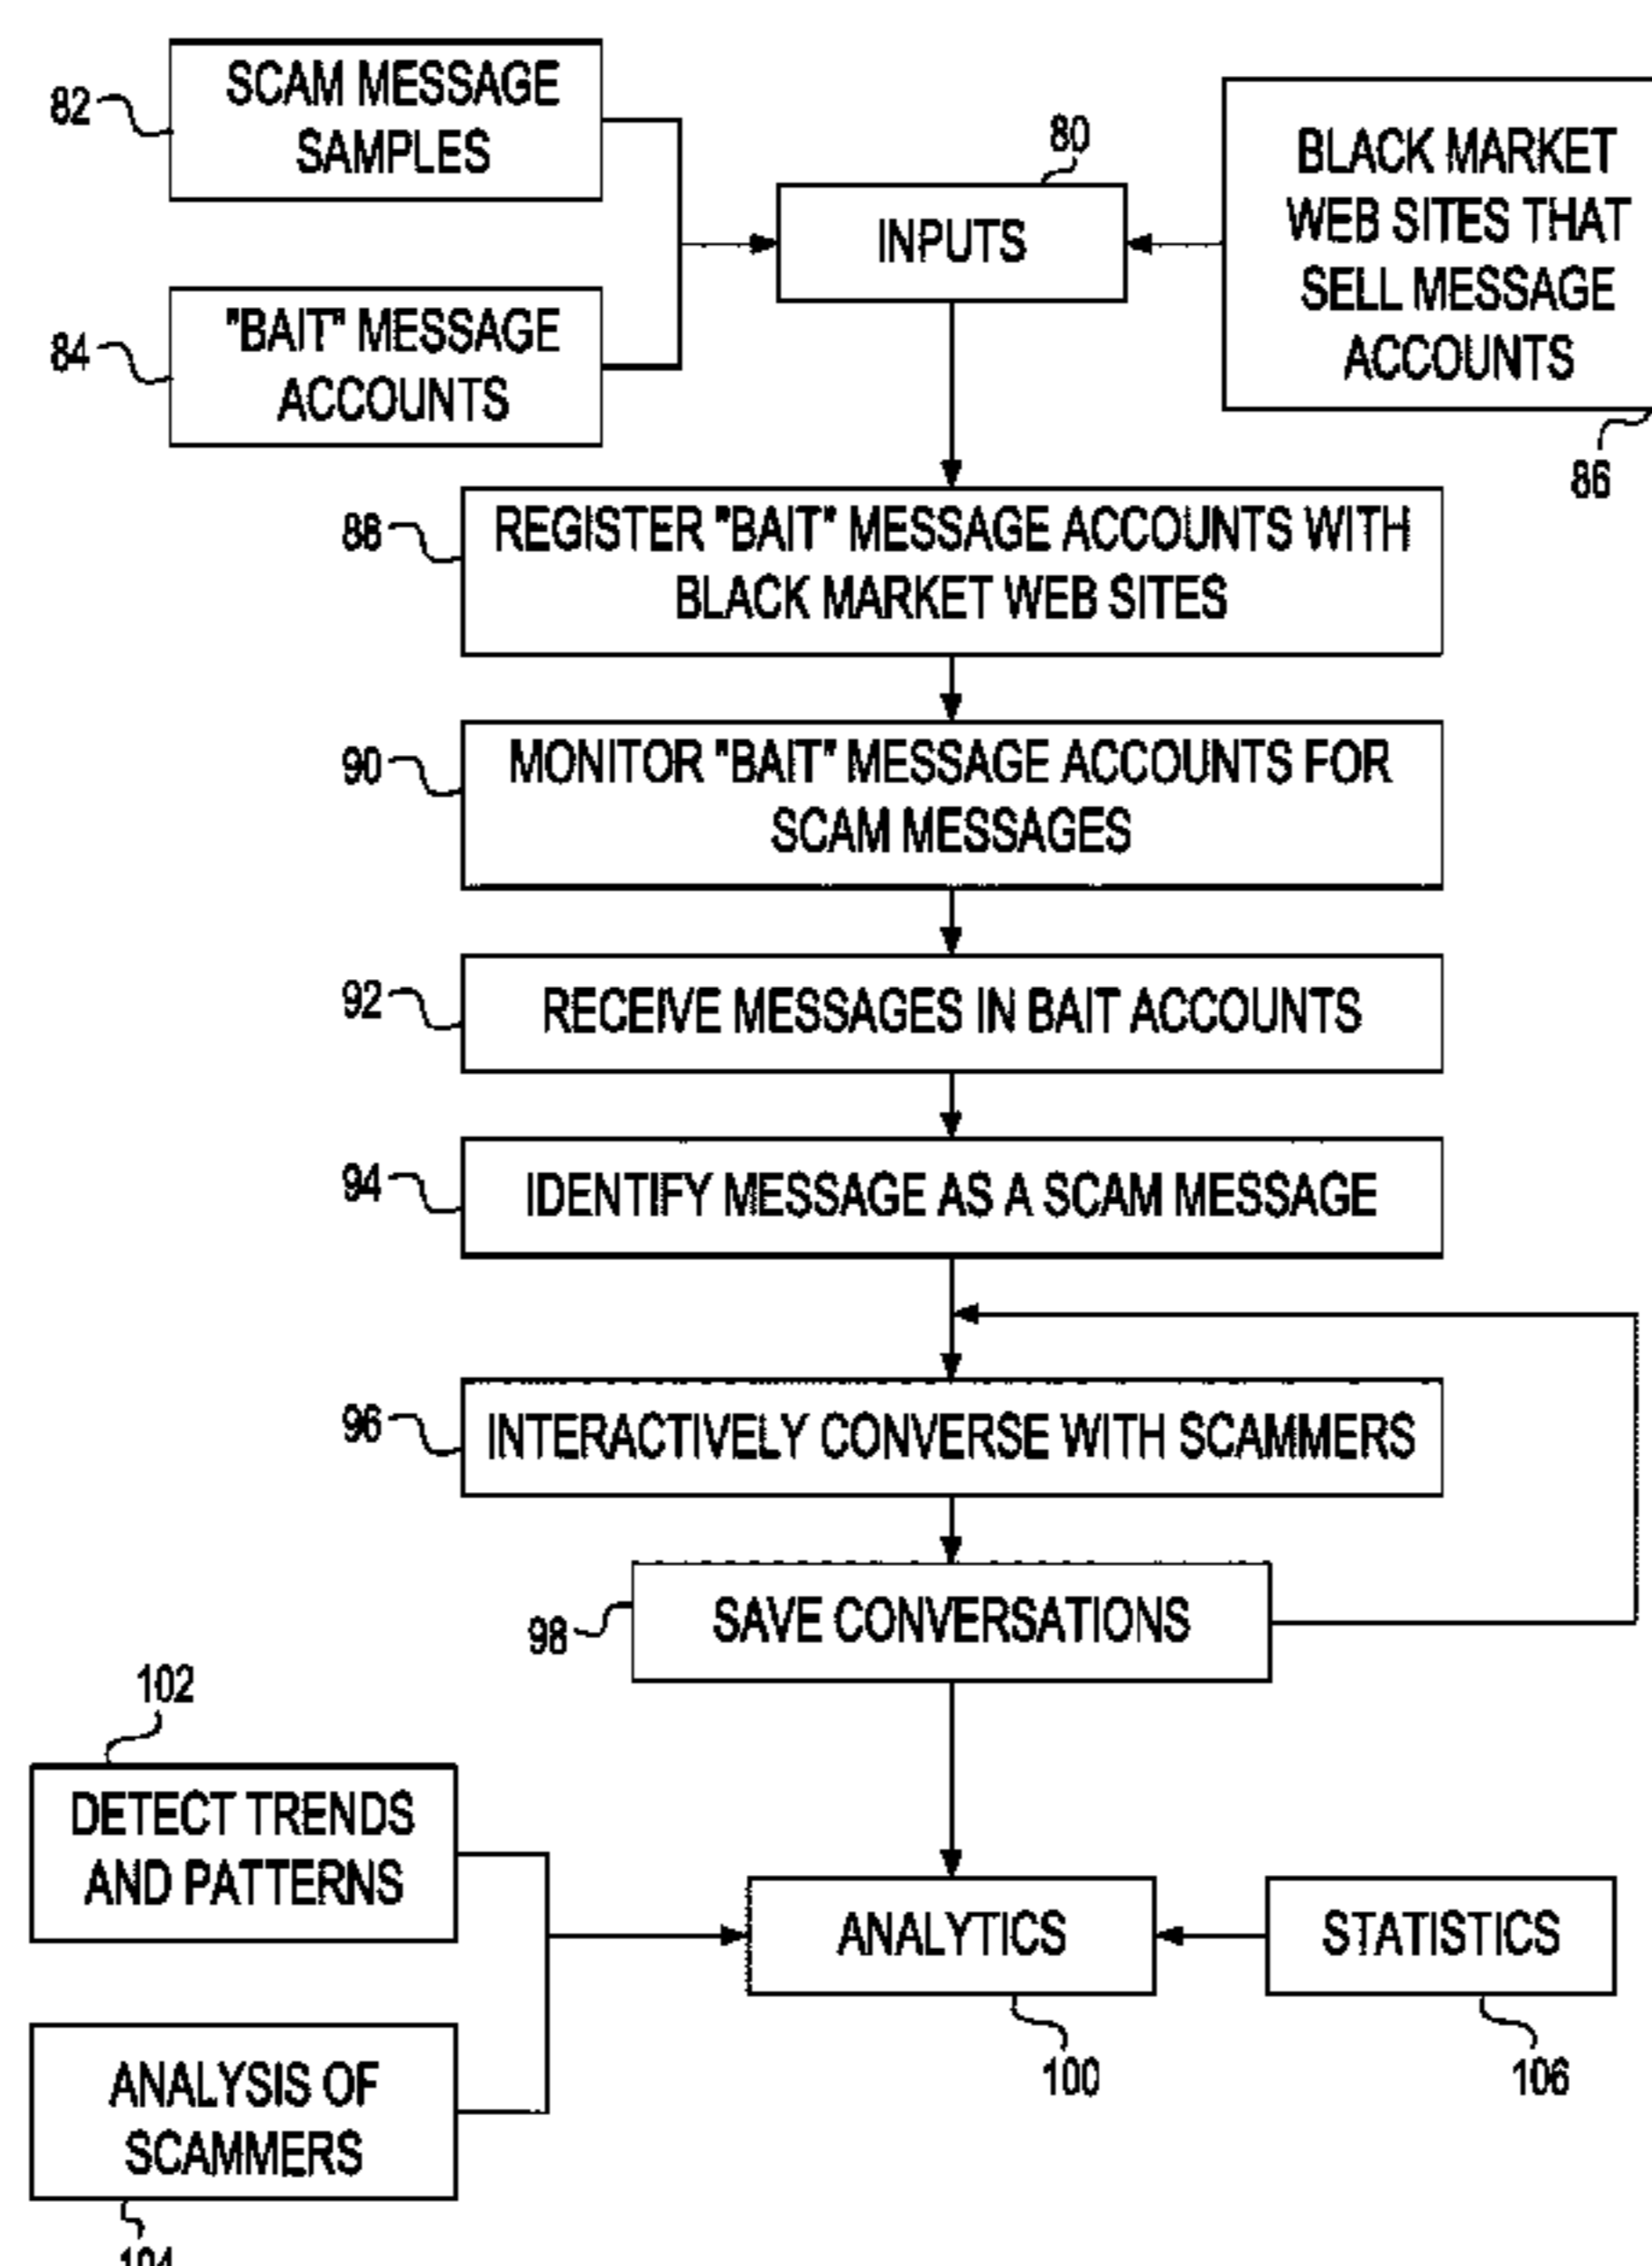 82
SCAM MESSAGE
SAMPLES
80
INPUTS
BLACK MARKET
WEB SITES THAT
SELL MESSAGE
ACCOUNTS
86
84
"BAIT" MESSAGE
ACCOUNTS
88
REGISTER "BAIT" MESSAGE ACCOUNTS WITH
BLACK MARKET WEB SITES
90
MONITOR "BAIT" MESSAGE ACCOUNTS FOR
SCAM MESSAGES
92
RECEIVE MESSAGES IN BAIT ACCOUNTS
94
IDENTIFY MESSAGE AS A SCAM MESSAGE
96
INTERACTIVELY CONVERSE WITH SCAMMERS
98
SAVE CONVERSATIONS
102
DETECT TRENDS
AND PATTERNS
ANALYTICS
100
STATISTICS
106
ANALYSIS OF
SCAMMERS
104